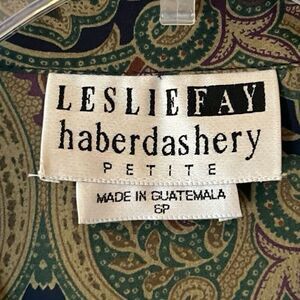 LESLIE FAY
haberdashery
PETITE
MADE IN GUATEMALA
6P